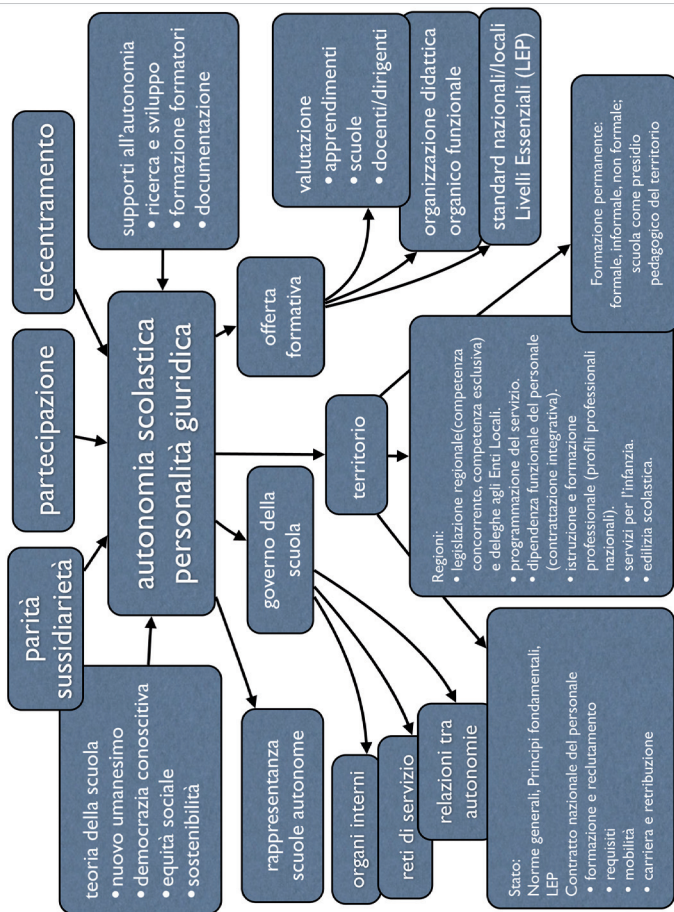 parità
sussidiarietà
partecipazione
decentramento
teoria della scuola
• nuovo umanesimo
• democrazia conoscitiva
• equità sociale
• sostenibilità
autonomia scolastica
personalità giuridica
supporti all'autonomia
• ricerca e sviluppo
• formazione formatori
• documentazione
rappresentanza
scuole autonome
governo della
scuola
territorio
offerta
formativa
organi interni
reti di servizio
relazioni tra
autonomie
valutazione
• apprendimenti
• scuole
• docenti/dirigenti
organizzazione didattica
organico funzionale
standard nazionali/locali
Livelli Essenziali (LEP)
Stato:
Norme generali, Principi fondamentali,
LEP
Contratto nazionale del personale
• formazione e reclutamento
• requisiti
• mobilità
• carriera e retribuzione
Regioni:
• legislazione regionale(competenza
concorrente, competenza esclusiva)
e deleghe agli Enti Locali.
• programmazione del servizio.
• dipendenza funzionale del personale
(contrattazione integrativa).
• istruzione e formazione
professionale (profili professionali
nazionali).
• servizi per l'infanzia.
• edilizia scolastica.
Formazione permanente:
formale, informale, non formale;
scuola come presidio
pedagogico del territorio